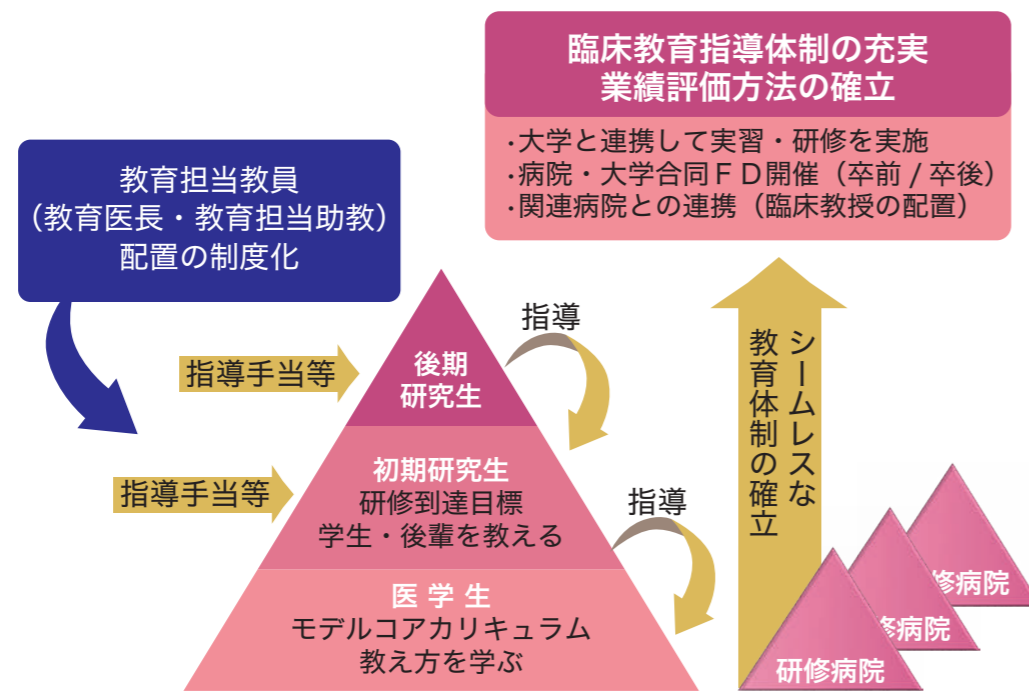 臨床教育指導体制の充実
業績評価方法の確立
・大学と連携して実習・研修を実施
・病院・大学合同ＦＤ開催（卒前 / 卒後）
・関連病院との連携（臨床教授の配置）
教育担当教員
（教育医長・教育担当助教）
配置の制度化
指導手当等
指導手当等
後期
研究生
初期研究生
研修到達目標
学生・後輩を教える
医 学 生
モデルコアカリキュラム
教え方を学ぶ
指導
指導
シームレスな
教育体制の確立
研修病院
修病院
修病院